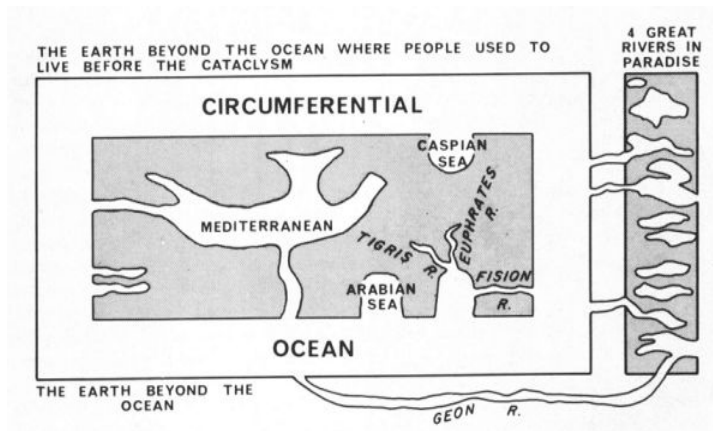 4 GREAT
RIVERS IN
PARADISE
THE EARTH BEYOND THE OCEAN WHERE PEOPLE USED TO
LIVE BEFORE THE CATACLYSM
CIRCUMFERENTIAL
CASPIAN
SEA
MEDITERRANEAN
TIGRIS R.
EUPHRATES
R.
FISION
R.
ARABIAN
SEA
OCEAN
THE EARTH BEYOND THE
OCEAN
GEON R.